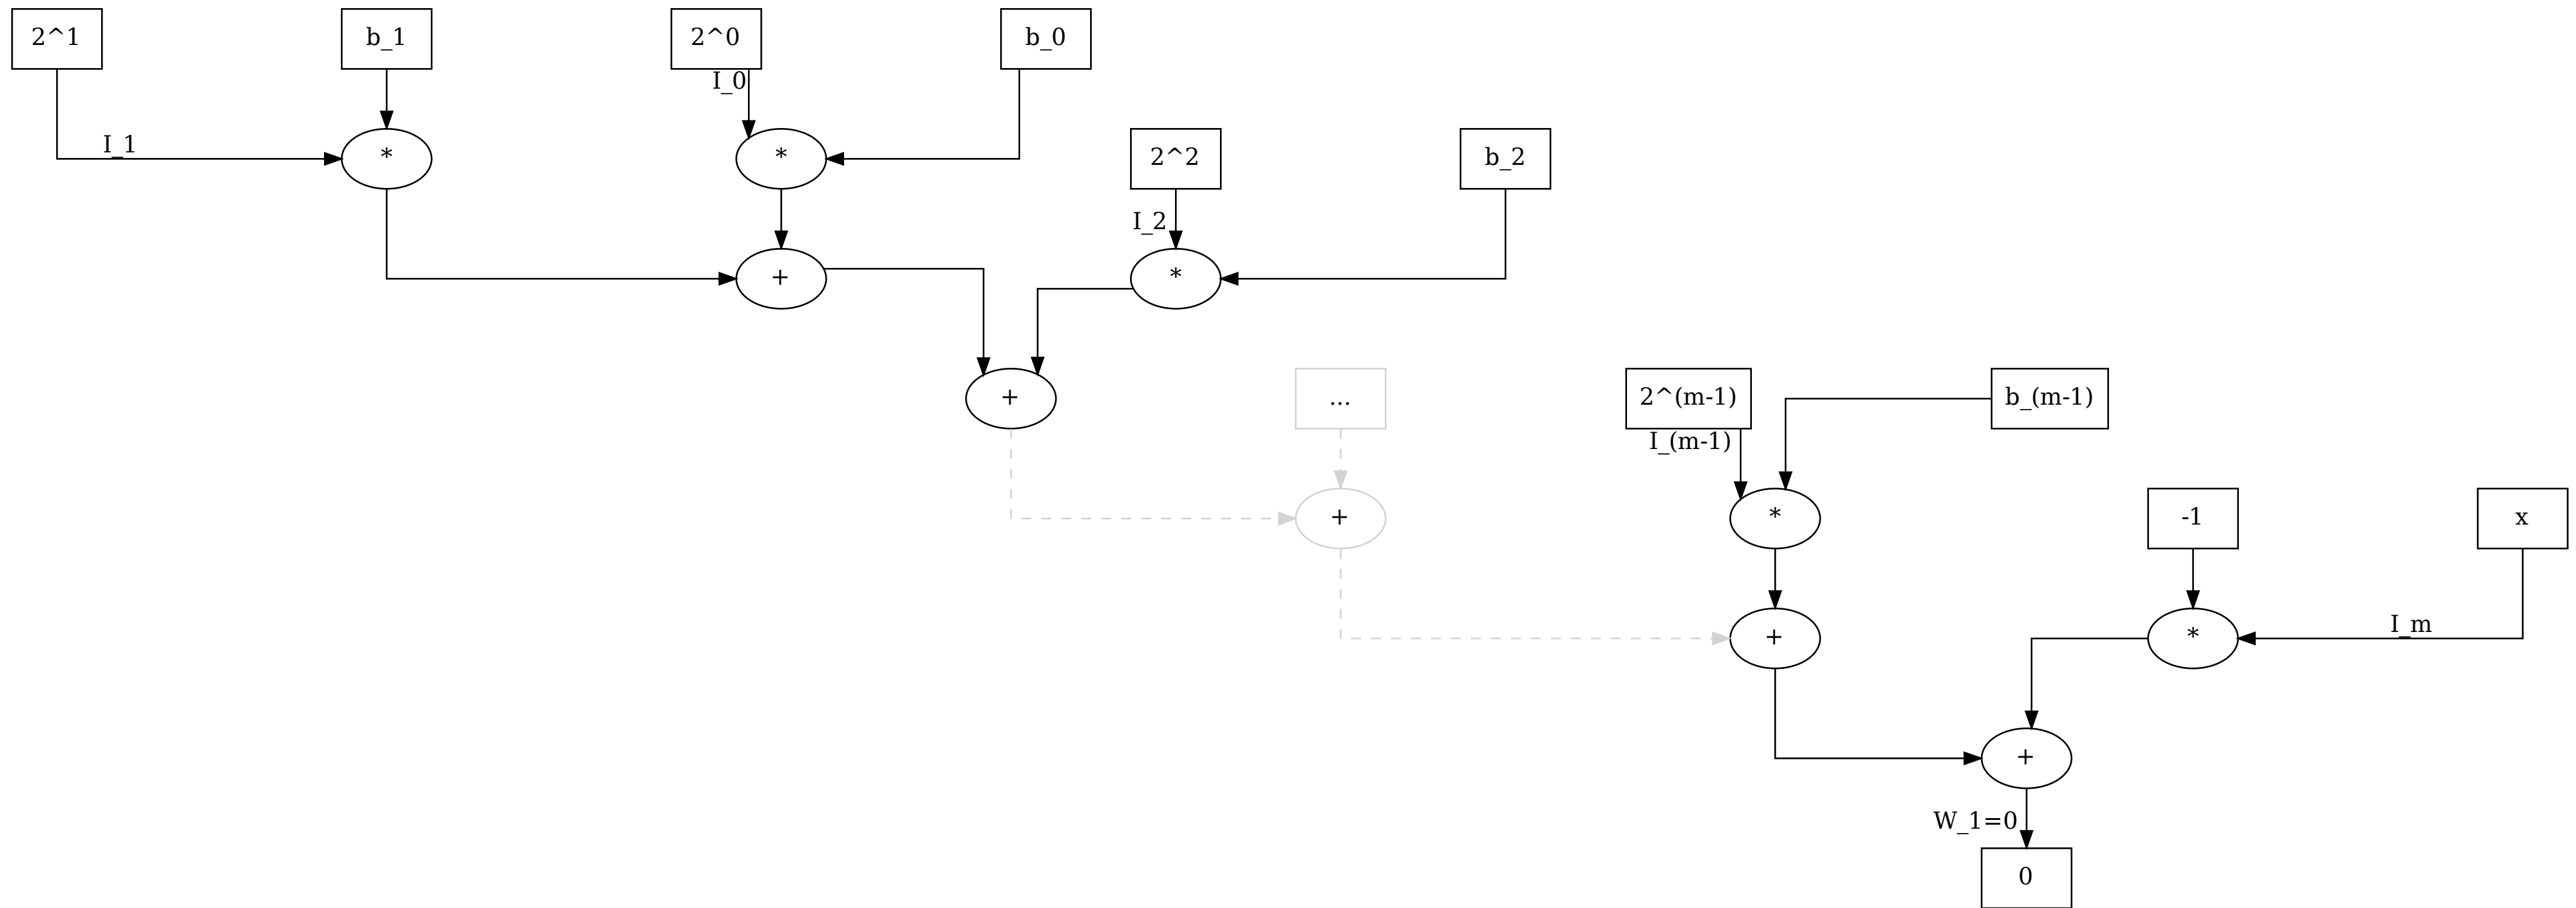 2^1
b_1
2^0
b_0
I_0
I_1
*
*
2^2
b_2
I_2
+
*
+
...
2^(m-1)
b_(m-1)
I_(m-1)
+
*
-1
x
+
*
I_m
+
W_1=0
0